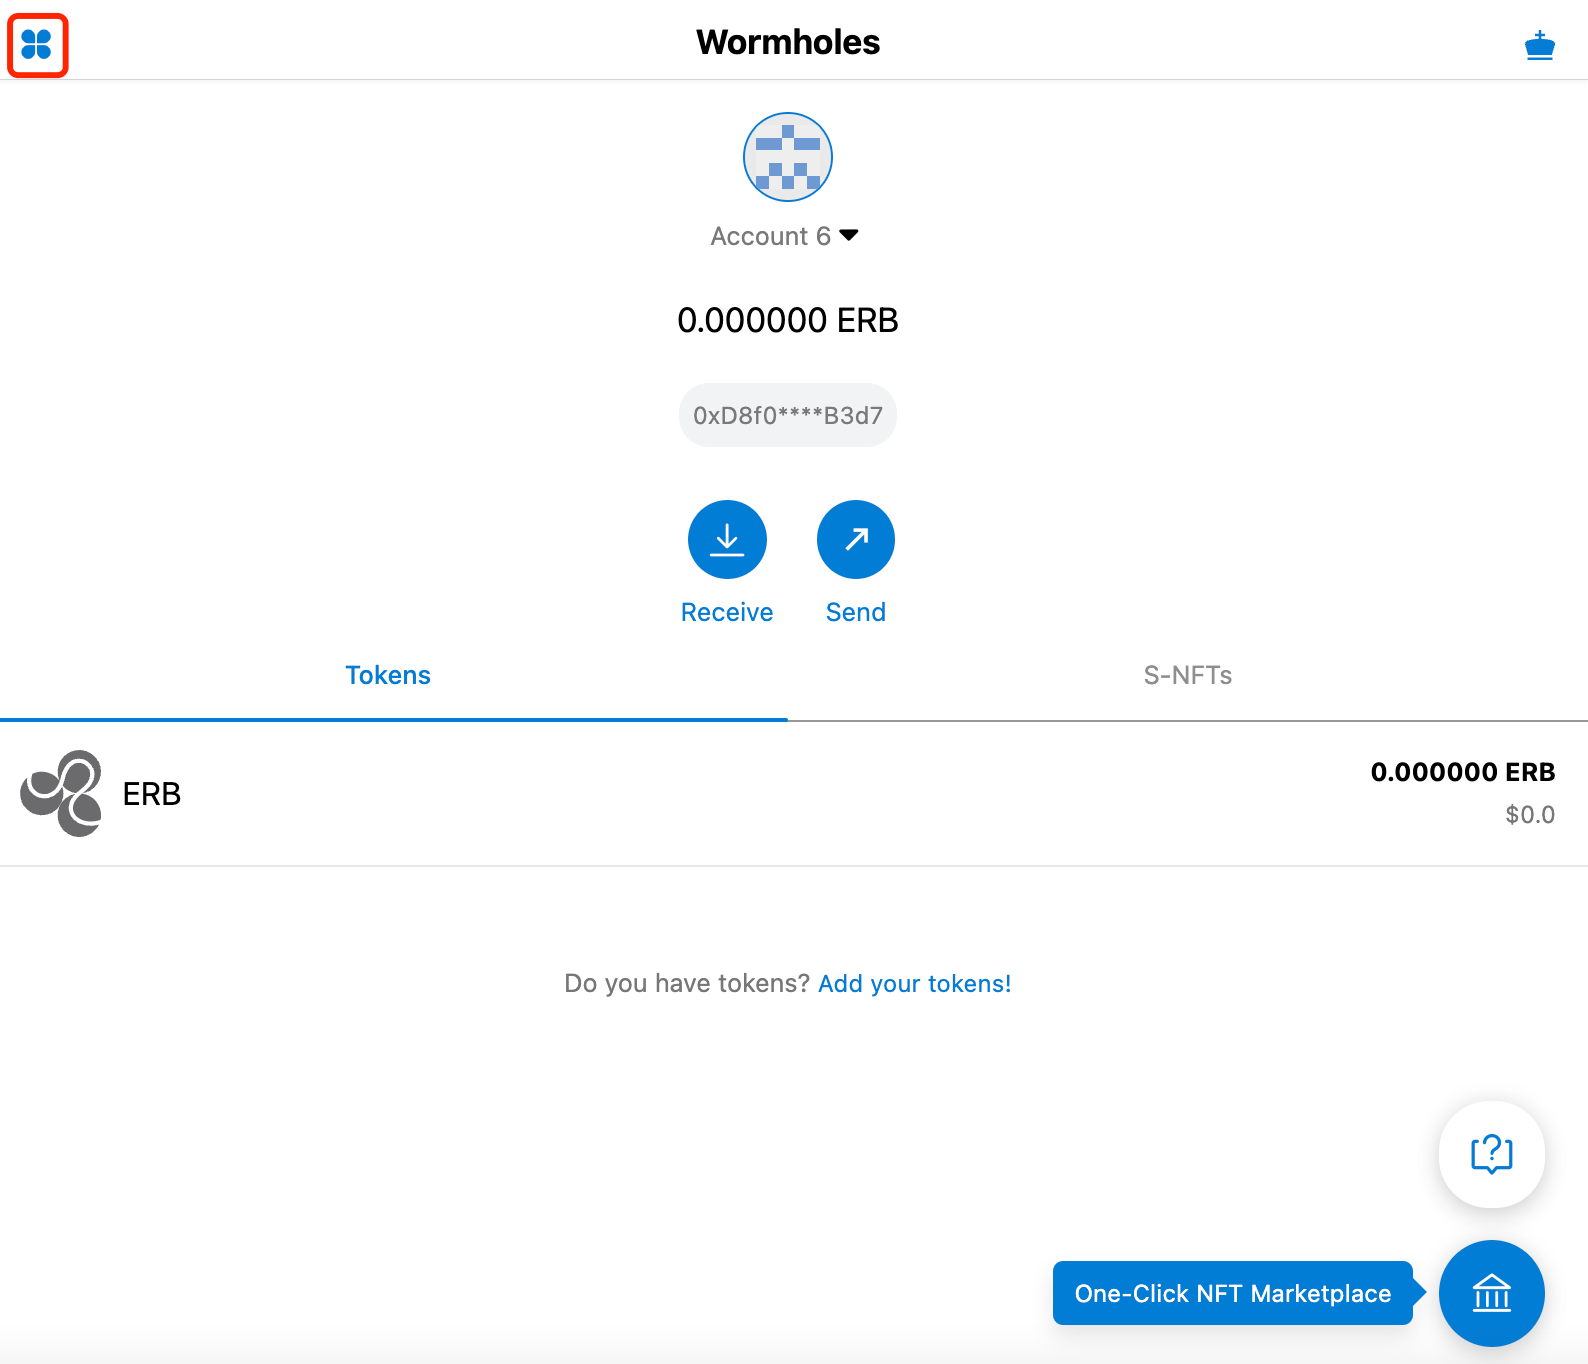 Wormholes
Account 6
0.000000 ERB
0xD8f0****B3d7
Receive Send
Tokens S-NFTs
ERB 0.000000 ERB
$0.0
Do you have tokens? Add your tokens!
?
One-Click NFT Marketplace